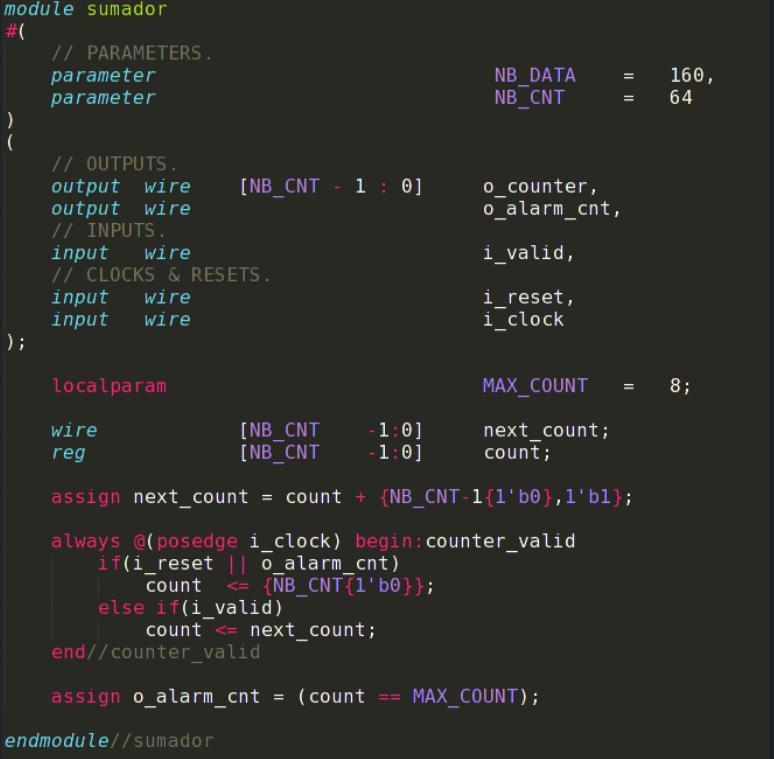 module sumador
#(
    // PARAMETERS.
    parameter                             NB_DATA    =   160,
    parameter                             NB_CNT     =   64
)
(
    // OUTPUTS.
    output  wire    [NB_CNT - 1 : 0]     o_counter,
    output  wire                         o_alarm_cnt,
    // INPUTS.
    input   wire                         i_valid,
    // CLOCKS & RESETS.
    input   wire                         i_reset,
    input   wire                         i_clock
);
    localparam                           MAX_COUNT   =   8;
    wire            [NB_CNT    -1:0]     next_count;
    reg             [NB_CNT    -1:0]     count;
    assign next_count = count + {NB_CNT-1{1'b0},1'b1};
    always @(posedge i_clock) begin:counter_valid
        if(i_reset || o_alarm_cnt)
            count  <= {NB_CNT{1'b0}};
        else if(i_valid)
            count <= next_count;
    end//counter_valid
    assign o_alarm_cnt = (count == MAX_COUNT);
endmodule//sumador